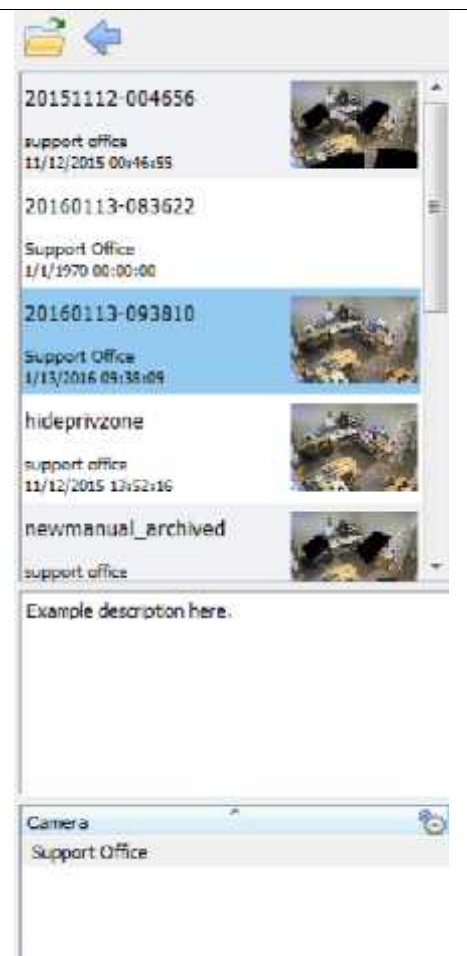 20151112-004656
support office
11/12/2015 00:46:55
20160113-083622
Support Office
1/1/1970 00:00:00
20160113-093810
Support Office
1/13/2016 09:38:09
hideprivzone
support office
11/12/2015 13:52:16
newmanual_archived
support office
Example description here.
Camera
Support Office